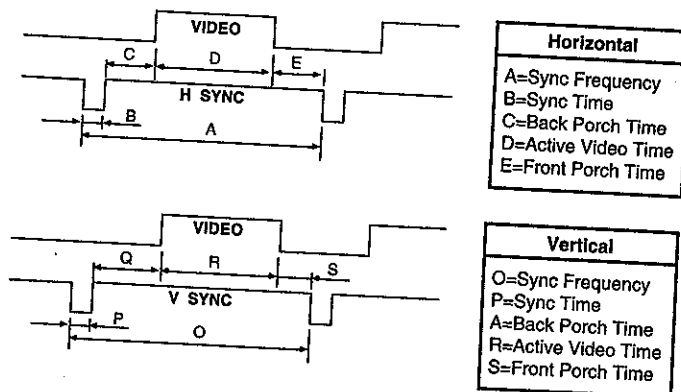 VIDEO
C
D
E
H SYNC
B
A
Horizontal
A=Sync Frequency
B=Sync Time
C=Back Porch Time
D=Active Video Time
E=Front Porch Time
VIDEO
Q
R
S
V SYNC
P
O
Vertical
O=Sync Frequency
P=Sync Time
A=Back Porch Time
R=Active Video Time
S=Front Porch Time